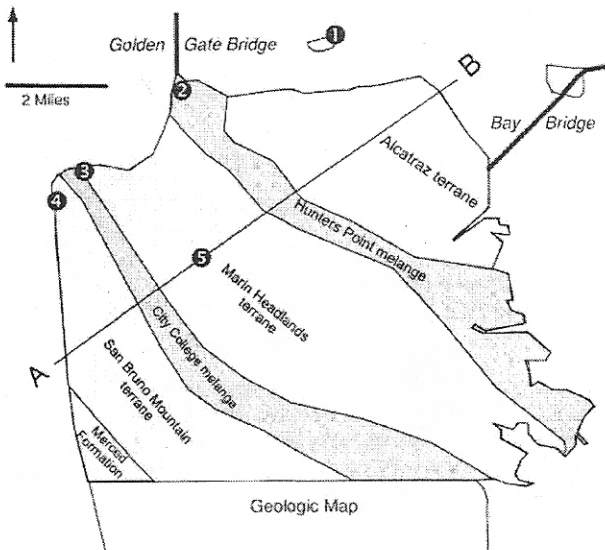 Golden Gate Bridge
1
2 Miles
2
B
Bay Bridge
Alcatraz terrane
3
4
Hunters Point melange
5
Marin Headlands
terrane
A
City College melanga
San Bruno Mountain
terrane
Merced
Formation
Geologic Map